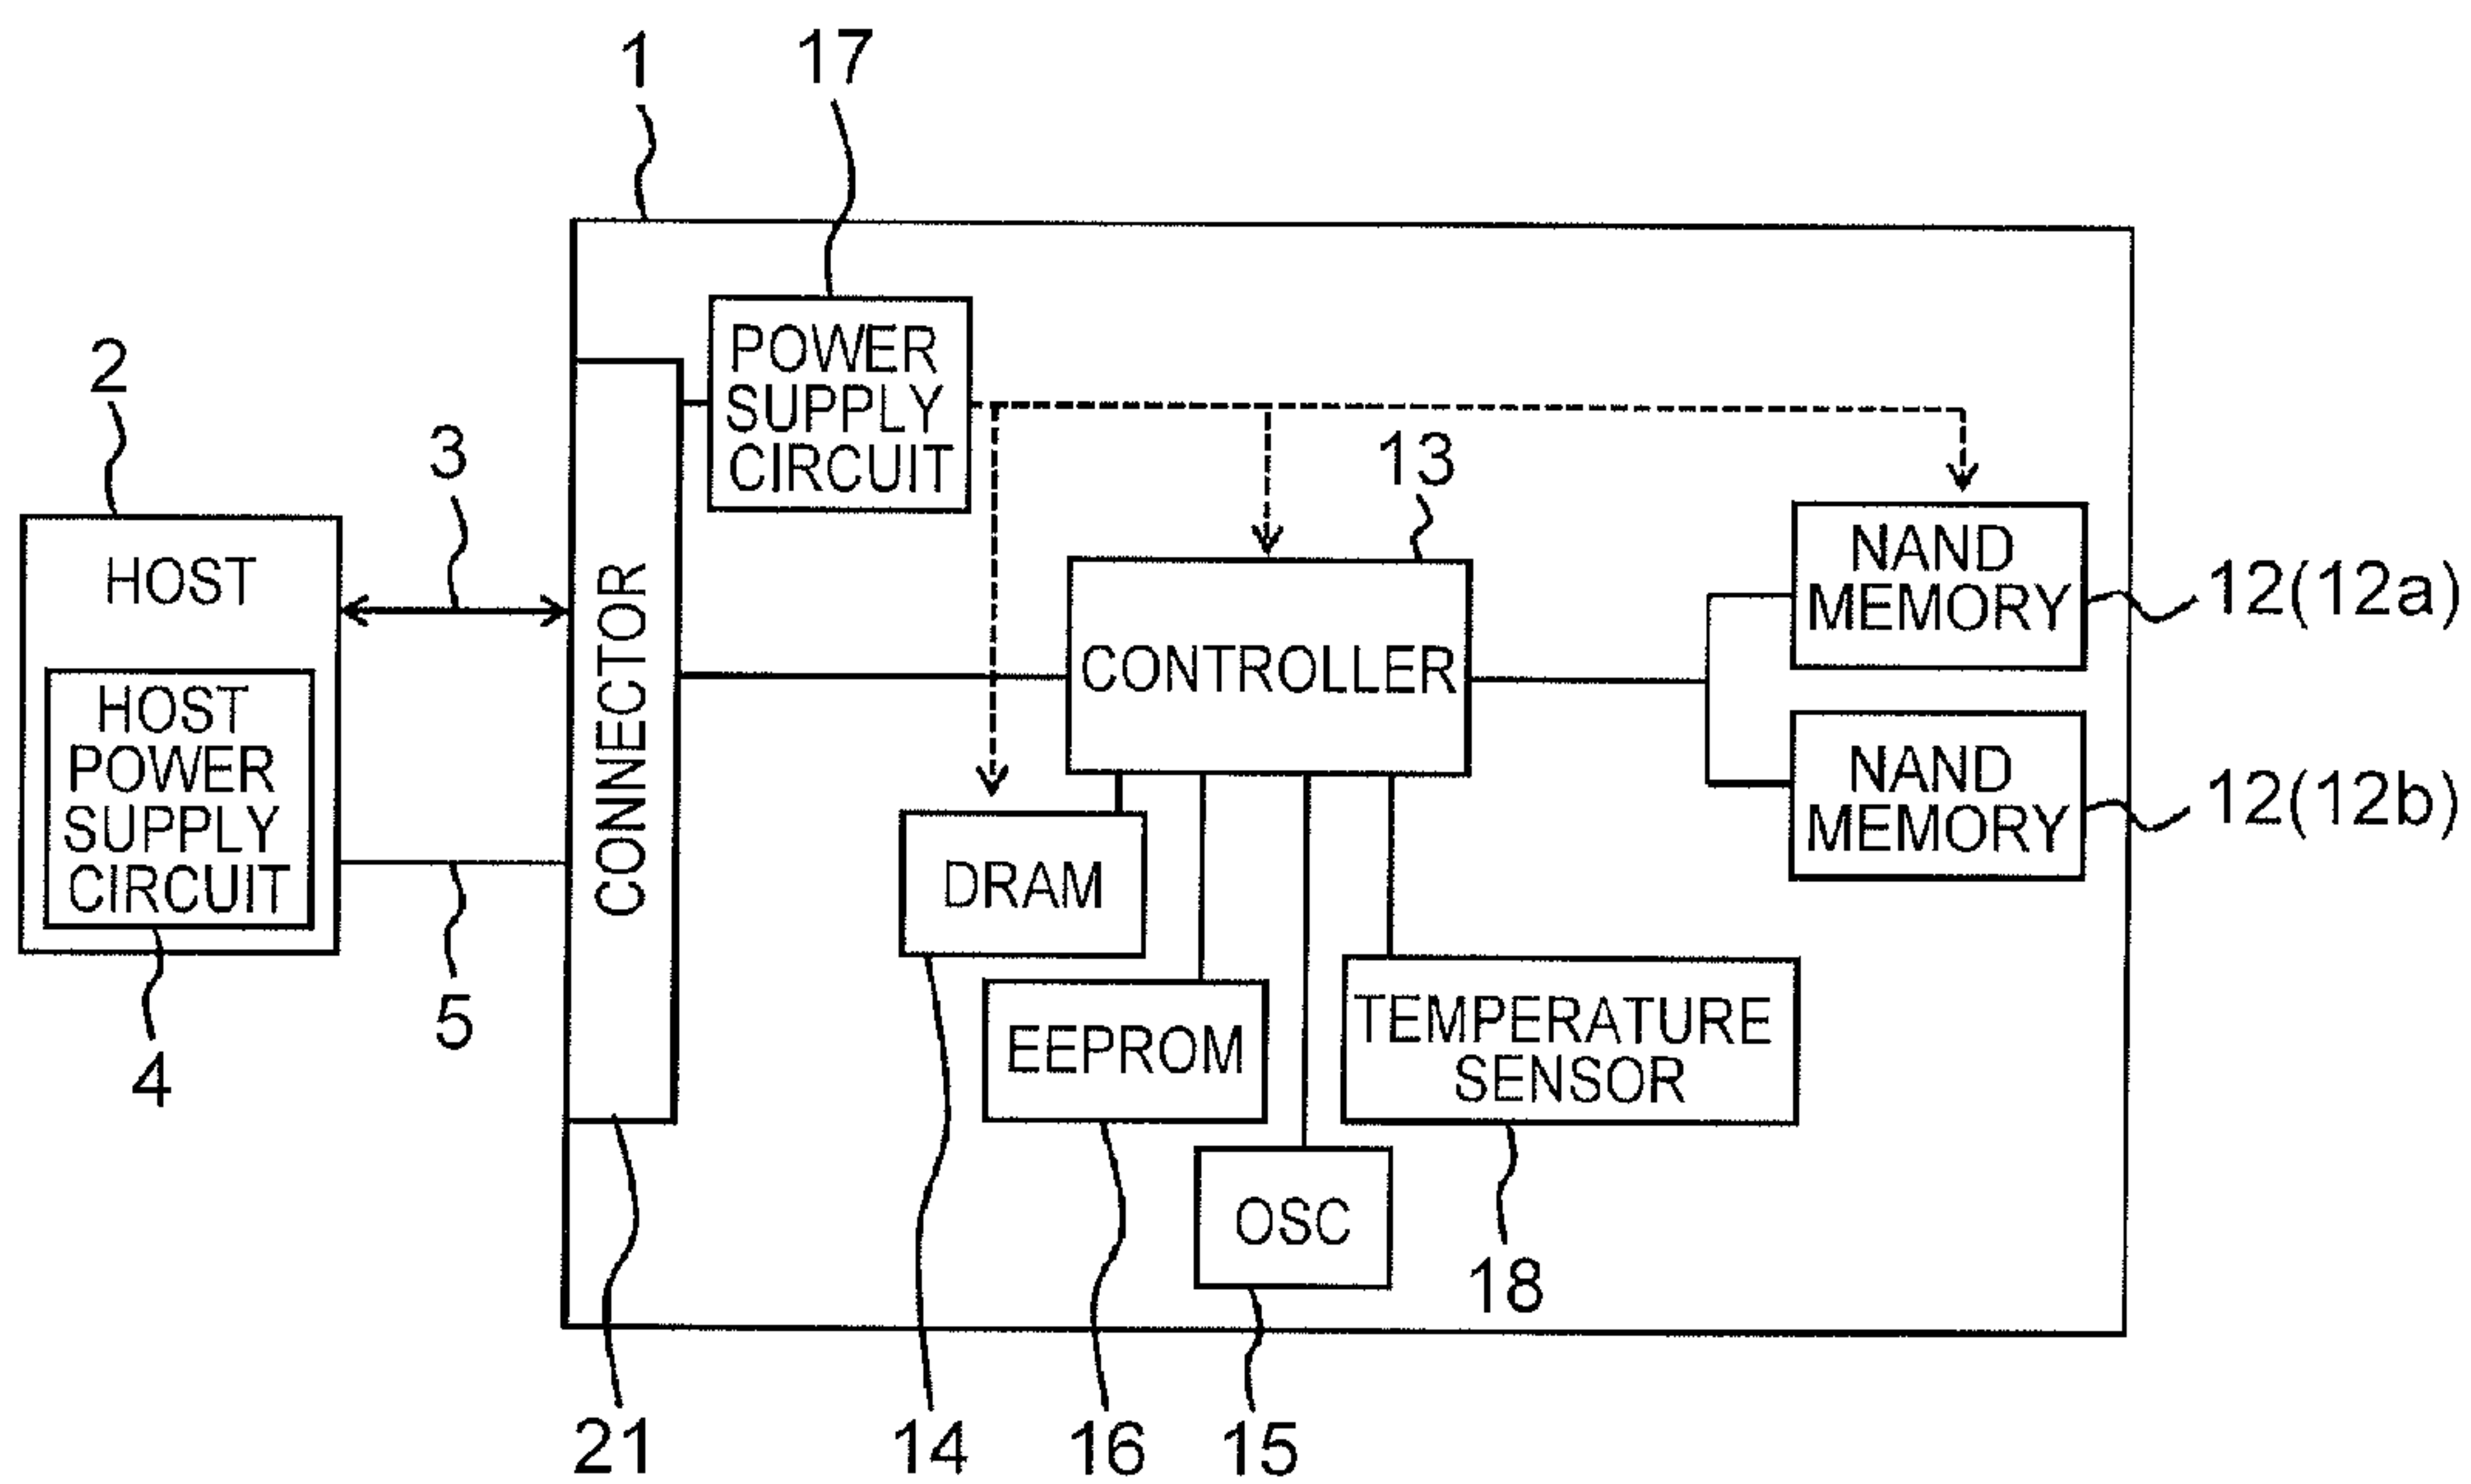 1
17
2
3
POWER
SUPPLY
CIRCUIT
13
HOST
HOST
POWER
SUPPLY
CIRCUIT
CONNECTOR
CONTROLLER
NAND
MEMORY
12(12a)
NAND
MEMORY
12(12b)
DRAM
5
4
EEPROM
TEMPERATURE
SENSOR
OSC
18
21
14
16
15